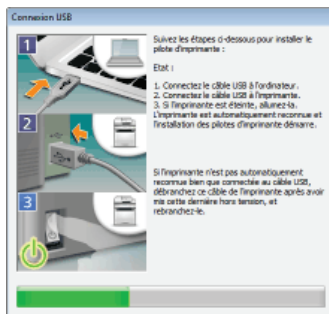 Connexion USB
1
Suivez les étapes ci-dessous pour installer le
pilote d'imprimante :
Etat :
1. Connectez le câble USB à l'ordinateur.
2. Connectez le câble USB à l'imprimante.
3. Si l'imprimante est éteinte, allumez-la.
L'imprimante est automatiquement reconnue et
l'installation des pilotes d'imprimante démarre.
2
Si l'imprimante n'est pas automatiquement
reconnue bien que connectée au câble USB,
débranchez ce câble de l'imprimante après avoir
mis cette dernière hors tension, et
rebranchez-le.
3